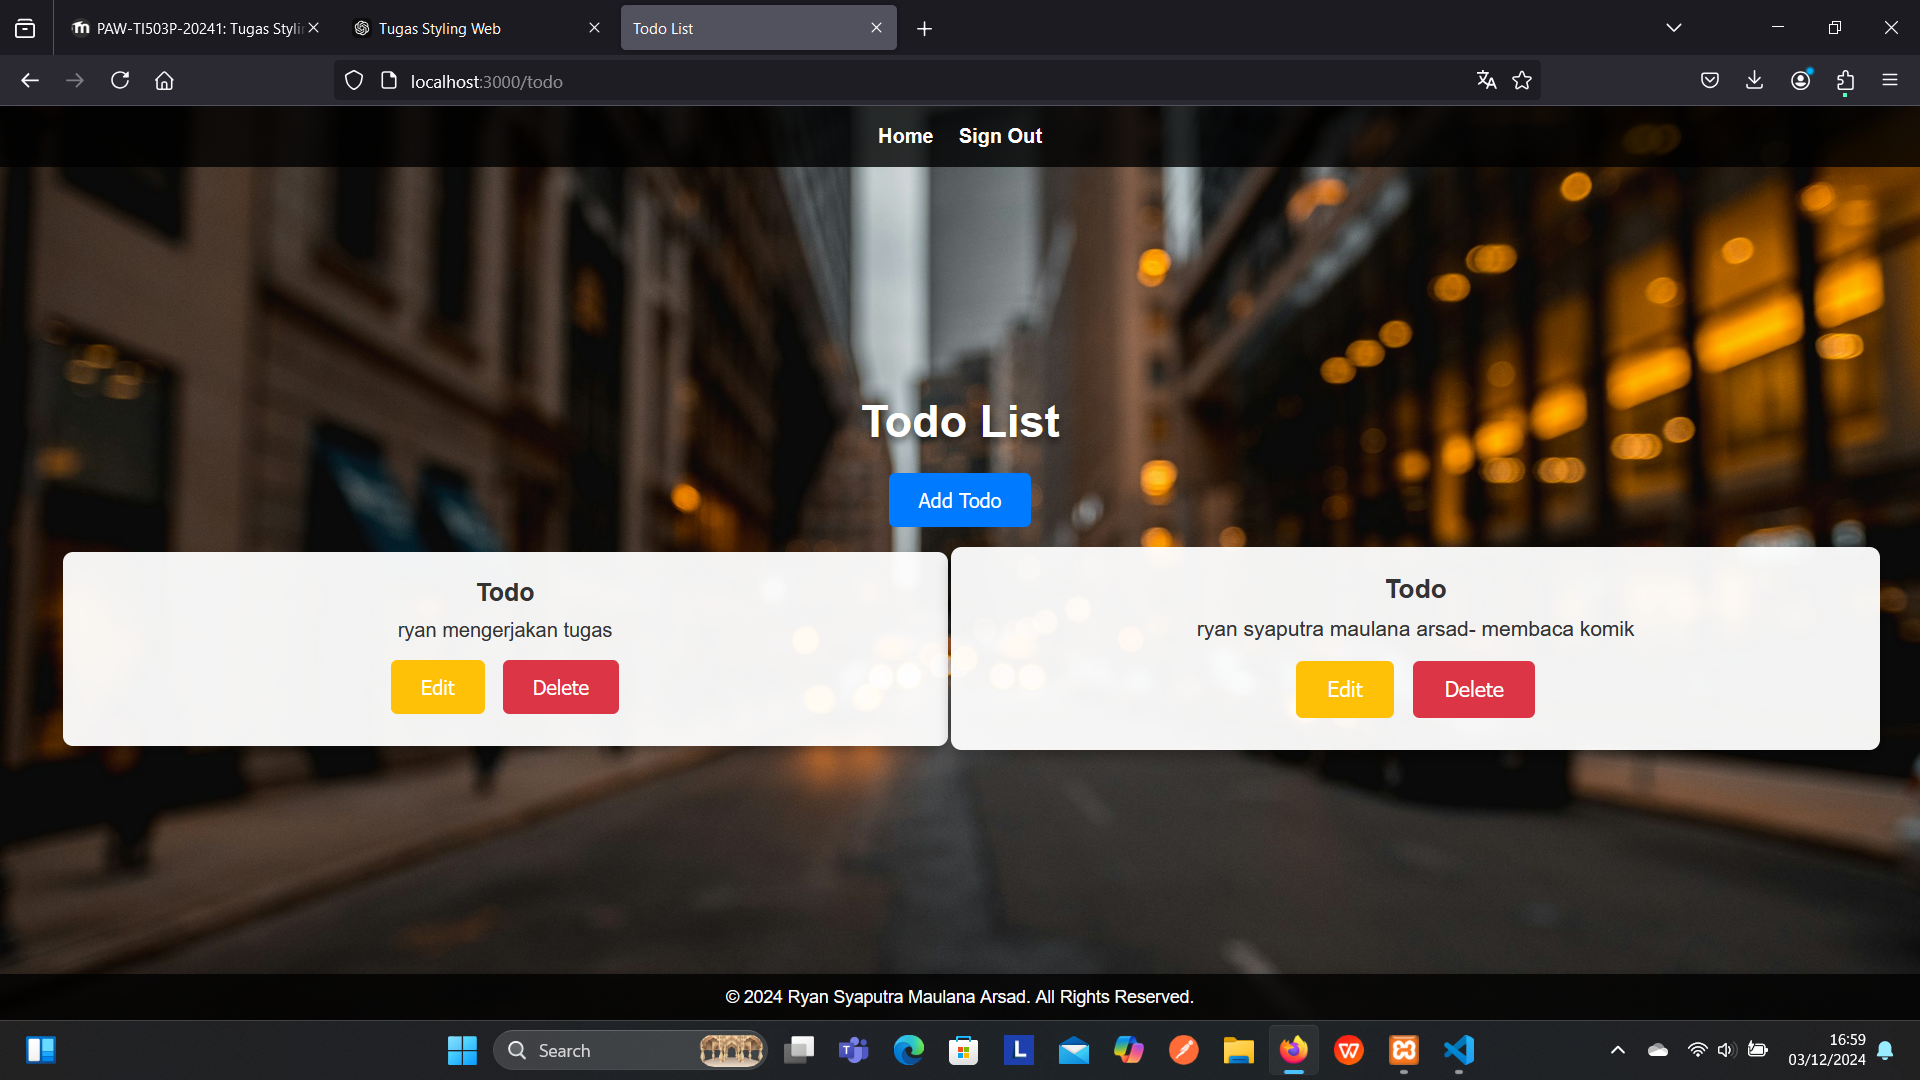 PAW-TI503P-20241: Tugas Styli
Tugas Styling Web
Todo List
localhost:3000/todo
Home Sign Out
Todo List
Add Todo
Todo
ryan mengerjakan tugas
Edit Delete
Todo
ryan syaputra maulana arsad- membaca komik
Edit Delete
© 2024 Ryan Syaputra Maulana Arsad. All Rights Reserved.
Search
16:59
03/12/2024